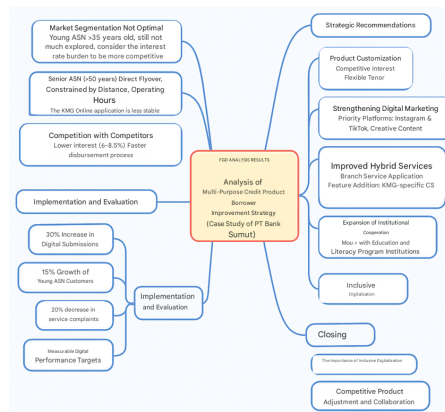 Market Segmentation Not Optimal
Young ASN >35 years old, still not
much explored, consider the interest
rate burden to be more competitive
Senior ASN (>50 years) Direct Flyover,
Constrained by Distance, Operating
Hours
The KMG Online application is less stable
Competition with Competitors
Lower interest (6-8.5%) Faster
disbursement process
Implementation and Evaluation
30% Increase in
Digital Submissions
15% Growth of
Young ASN Customers
20% decrease in
service complaints
Measurable Digital
Performance Targets
Implementation
and Evaluation
FGD ANALYSIS RESULTS
Analysis of
Multi-Purpose Credit Product
Borrower
Improvement Strategy
(Case Study of PT Bank
Sumut)
Strategic Recommendations
Product Customization
Competitive Interest
Flexible Tenor
Strengthening Digital Marketing
Priority Platforms: Instagram &
TikTok, Creative Content
Improved Hybrid Services
Branch Service Application
Feature Addition: KMG-specific CS
Expansion of Institutional
Cooperation
Mou + with Education and
Literacy Program Institutions
Inclusive
Digitalisation
Closing
The Importance of Inclusive Digitalisation
Competitive Product
Adjustment and Collaboration